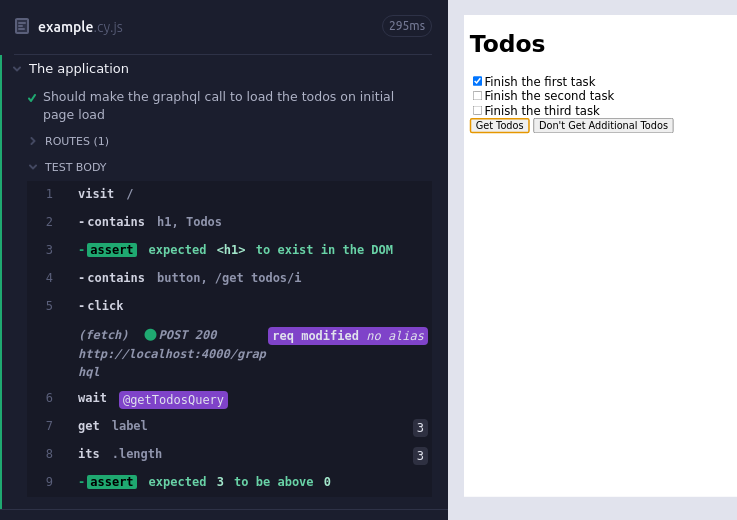 example.cy.js 295ms
The application
Should make the graphql call to load the todos on initial
page load
ROUTES (1)
TEST BODY
1 visit /
2 -contains h1, Todos
3 -assert expected <h1> to exist in the DOM
4 -contains button, /get todos/i
5 -click
(fetch) POST 200 req modified no alias
http://localhost:4000/grap
hql
6 wait @getTodosQuery
7 get label 3
8 its .length 3
9 -assert expected 3 to be above 0
Todos
Finish the first task
Finish the second task
Finish the third task
Get Todos Don't Get Additional Todos